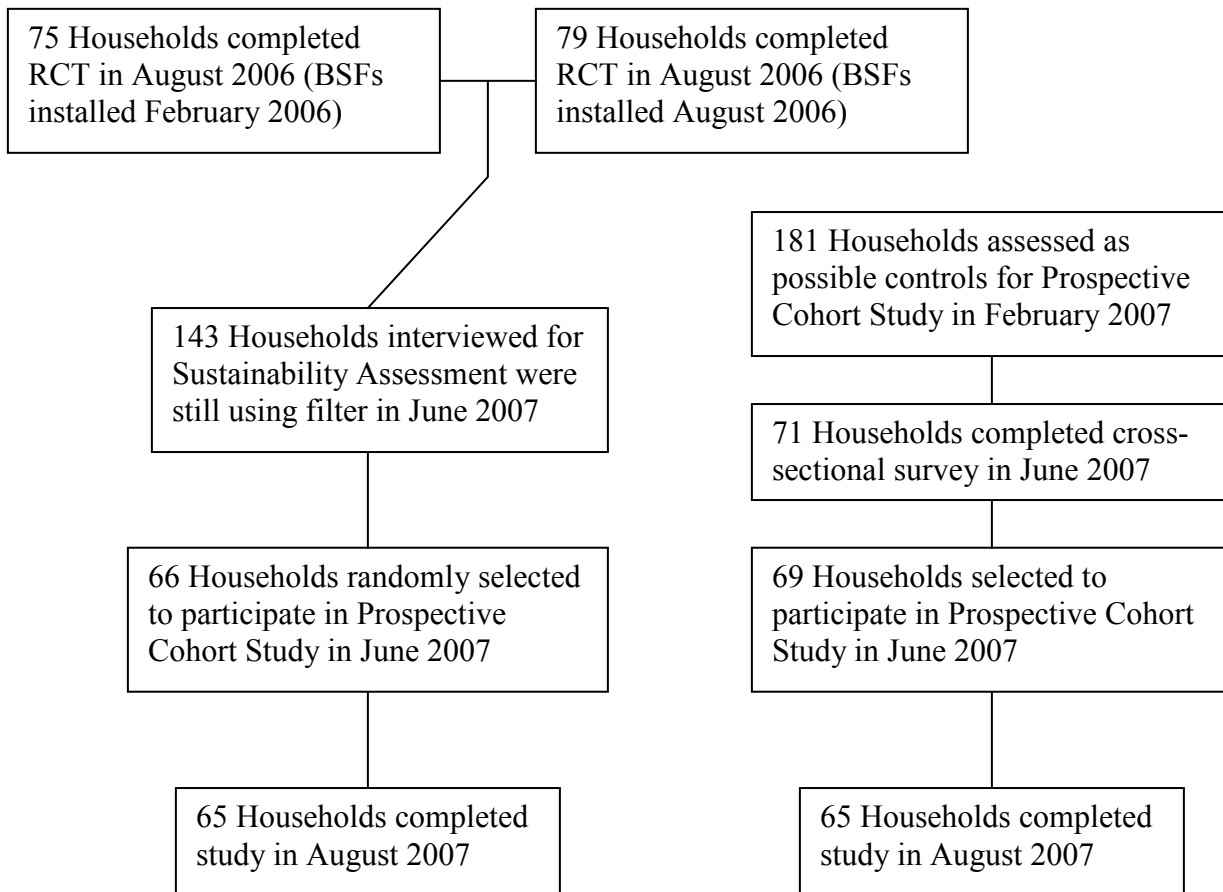 75 Households completed
RCT in August 2006 (BSFs
installed February 2006)
79 Households completed
RCT in August 2006 (BSFs
installed August 2006)
181 Households assessed as
possible controls for Prospective
Cohort Study in February 2007
143 Households interviewed for
Sustainability Assessment were
still using filter in June 2007
71 Households completed cross-
sectional survey in June 2007
66 Households randomly selected
to participate in Prospective
Cohort Study in June 2007
69 Households selected to
participate in Prospective Cohort
Study in June 2007
65 Households completed
study in August 2007
65 Households completed
study in August 2007